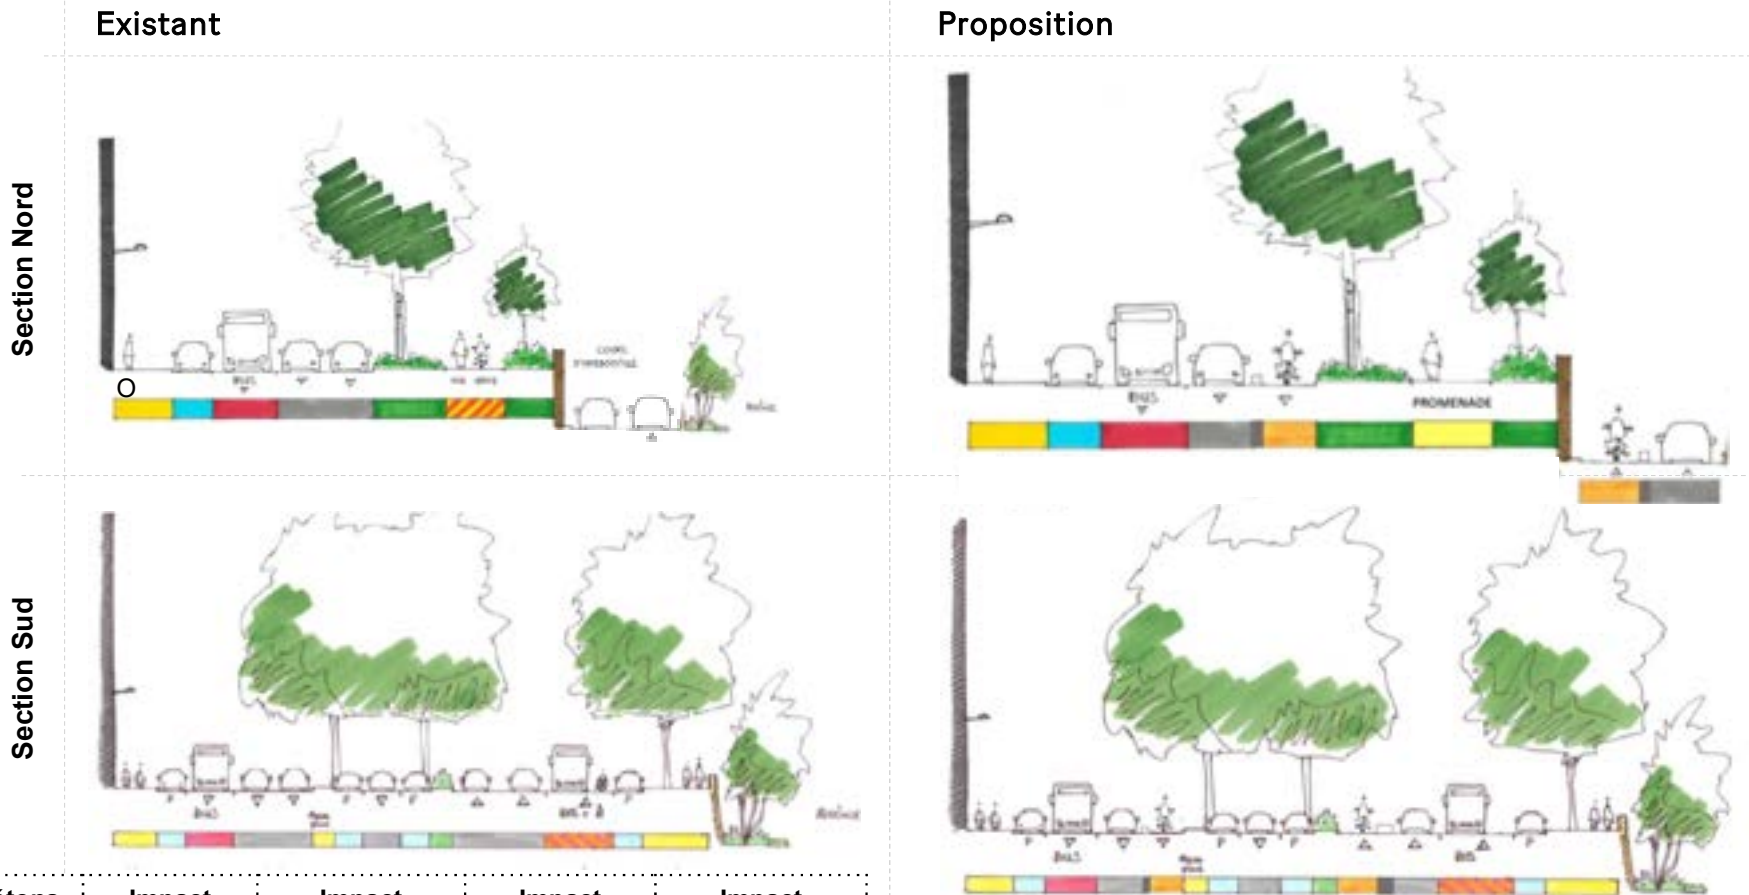 Existant
Proposition
Section Nord
BUS
O
BUS
PROMENADE
Section Sud
P
P
P
P
BUS
P
P
P
P
BUS
BUS
Impact
Impact
Impact
Impact